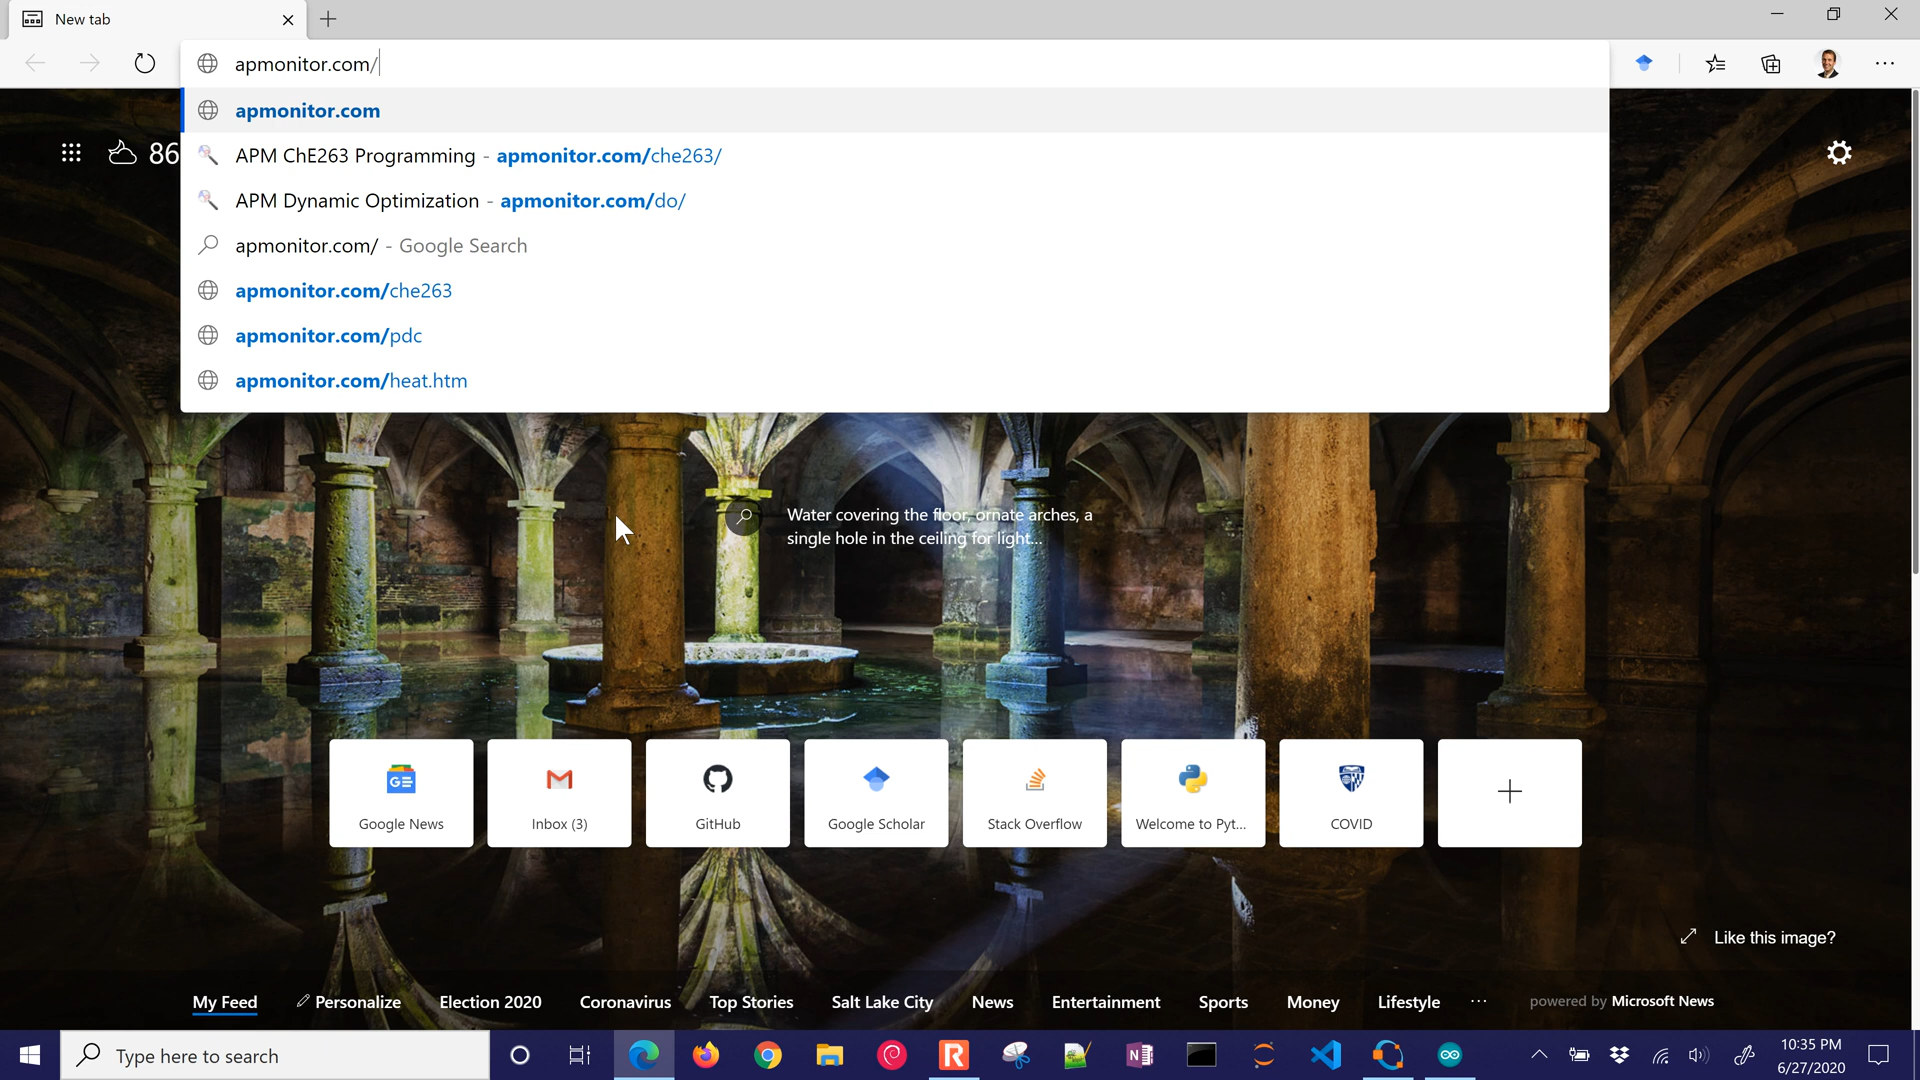 New tab
apmonitor.com/
apmonitor.com
86
APM ChE263 Programming - apmonitor.com/che263/
APM Dynamic Optimization - apmonitor.com/do/
apmonitor.com/ - Google Search
apmonitor.com/che263
apmonitor.com/pdc
apmonitor.com/heat.htm
Water covering the floor, ornate arches, a
single hole in the ceiling for light...
Google News
Inbox (3)
GitHub
Google Scholar
Stack Overflow
Welcome to Pyt...
COVID
Like this image?
My Feed Personalize Election 2020 Coronavirus Top Stories Salt Lake City News Entertainment Sports Money Lifestyle ... powered by Microsoft News
Type here to search
10:35 PM
6/27/2020